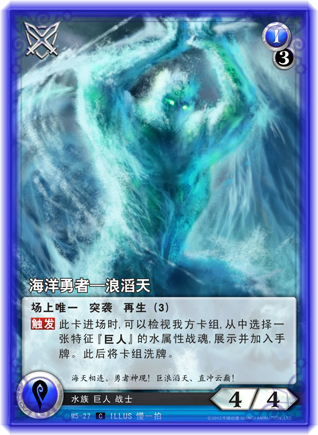 1
3
海洋勇者—浪滔天
场上唯一 突袭 再生（3）
触发 此卡进场时，可以检视我方卡组，从中选择一
张特征『巨人』的水属性战魂，展示并加入手
牌。此后将卡组洗牌。
海天相连，勇者神现！巨浪滔天，直冲云霸！
水族 巨人 战士
4/4
C ILLUS 慢一拍